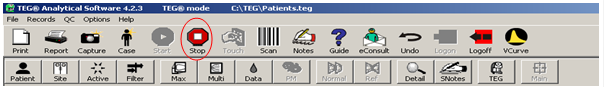 TEG® Analytical Software 4.2.3 TEG® mode C:\TEG\Patients.teg
File Records QC Options Help
Print Report Capture Case Start Stop Touch Scan Notes Guide eConsult Undo Logon Logoff VCurve
Patient Site Active Filter Max Multi Data PM Normal Ref Detail SNotes TEG Main